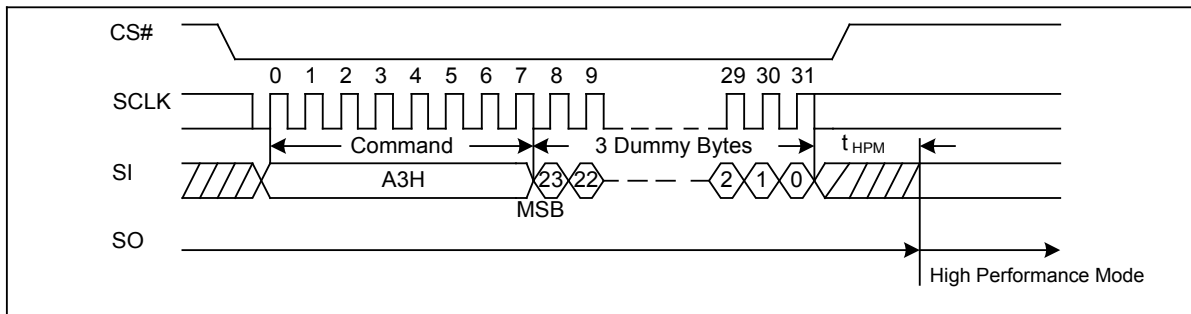 CS#
0 1 2 3 4 5 6 7 8 9 29 30 31
SCLK
Command 3 Dummy Bytes tHPM
SI A3H 23 22 2 1 0
MSB
SO
High Performance Mode